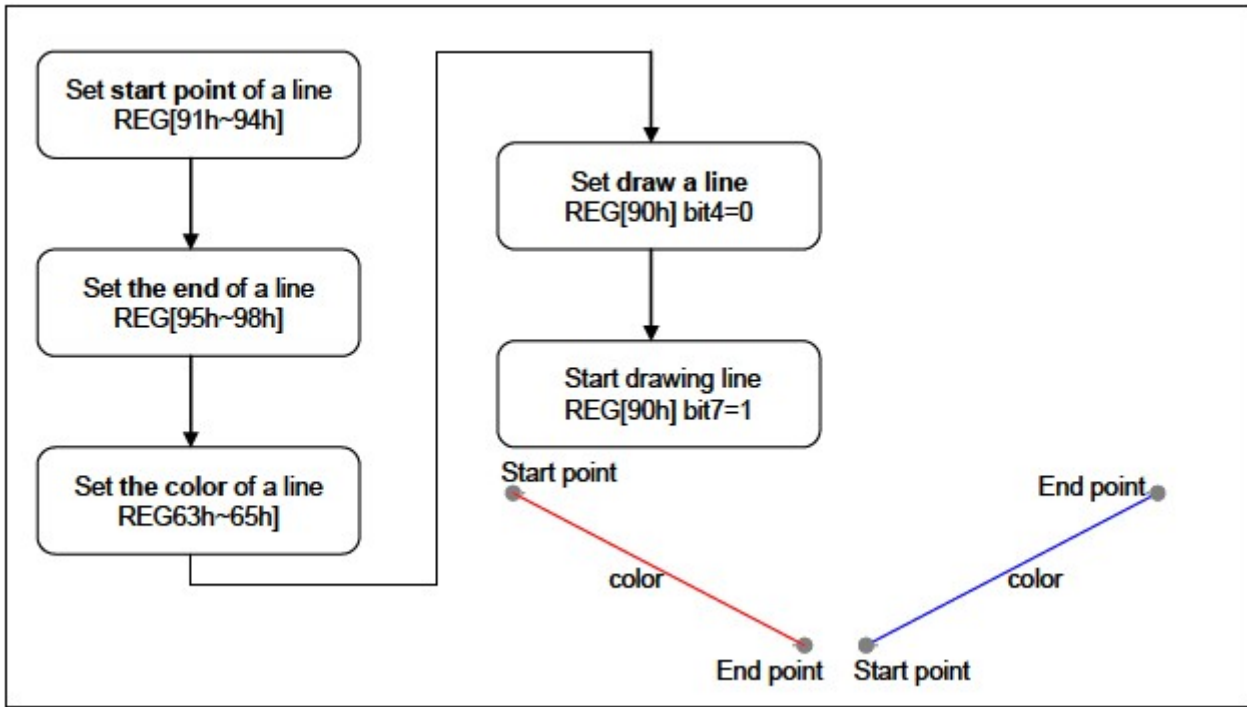 Set start point of a line
REG[91h~94h]
Set the end of a line
REG[95h~98h]
Set the color of a line
REG63h~65h]
Set draw a line
REG[90h] bit4=0
Start drawing line
REG[90h] bit7=1
Start point
color
End point
End point
color
Start point